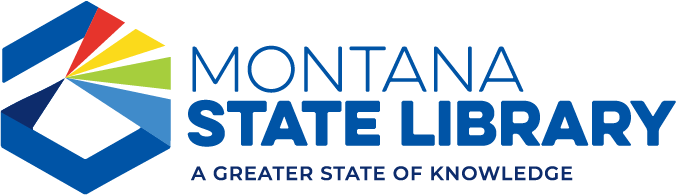 MONTANA
STATE LIBRARY
A GREATER STATE OF KNOWLEDGE